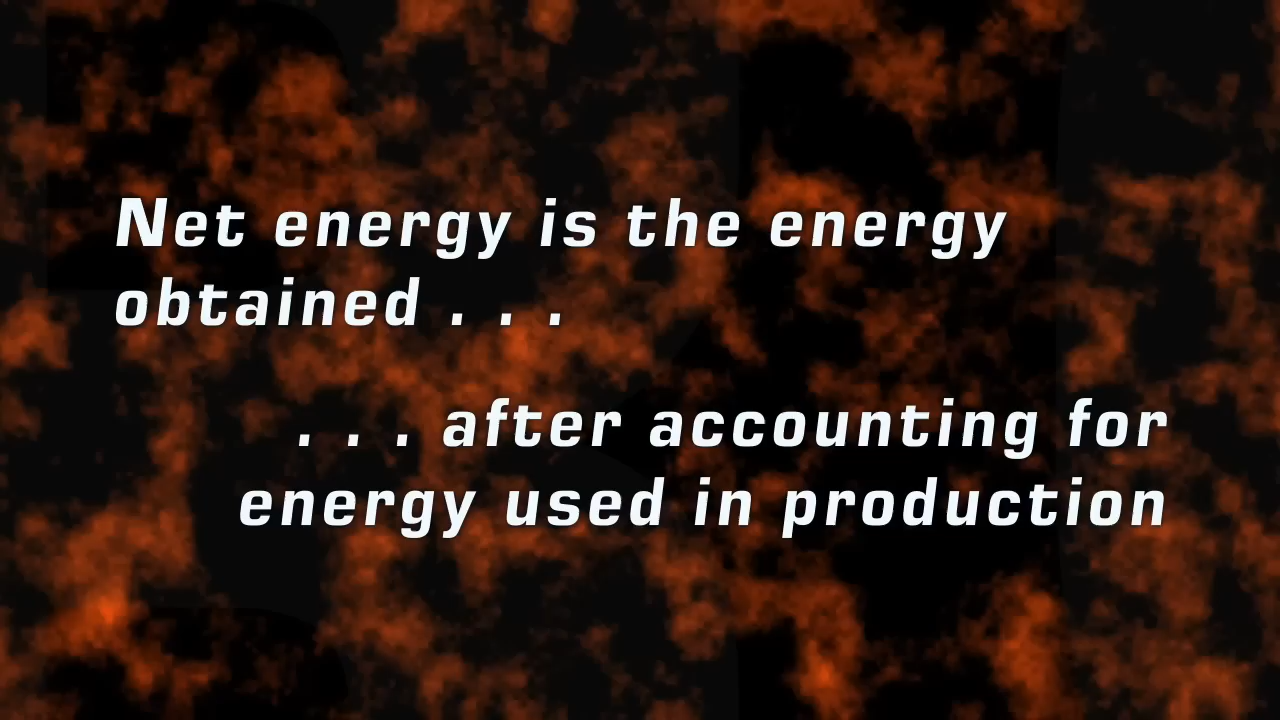 Net energy is the energy
obtained . . .
. . . after accounting for
energy used in production